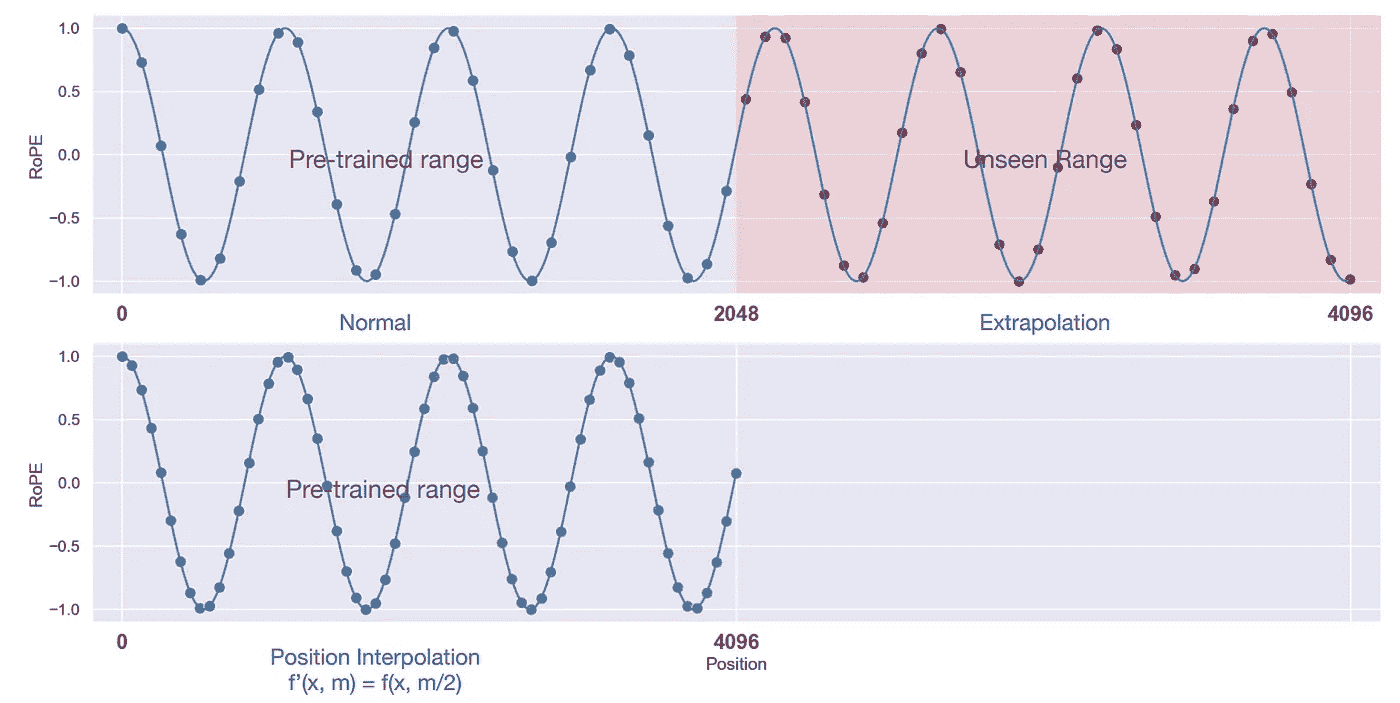 1.0
0.5
0.0
−0.5
−1.0
RoPE
Pre-trained range
Unseen Range
0
2048
4096
Normal
Extrapolation
1.0
0.5
0.0
−0.5
−1.0
RoPE
Pre-trained range
0
4096
Position
Position Interpolation
f’(x, m) = f(x, m/2)